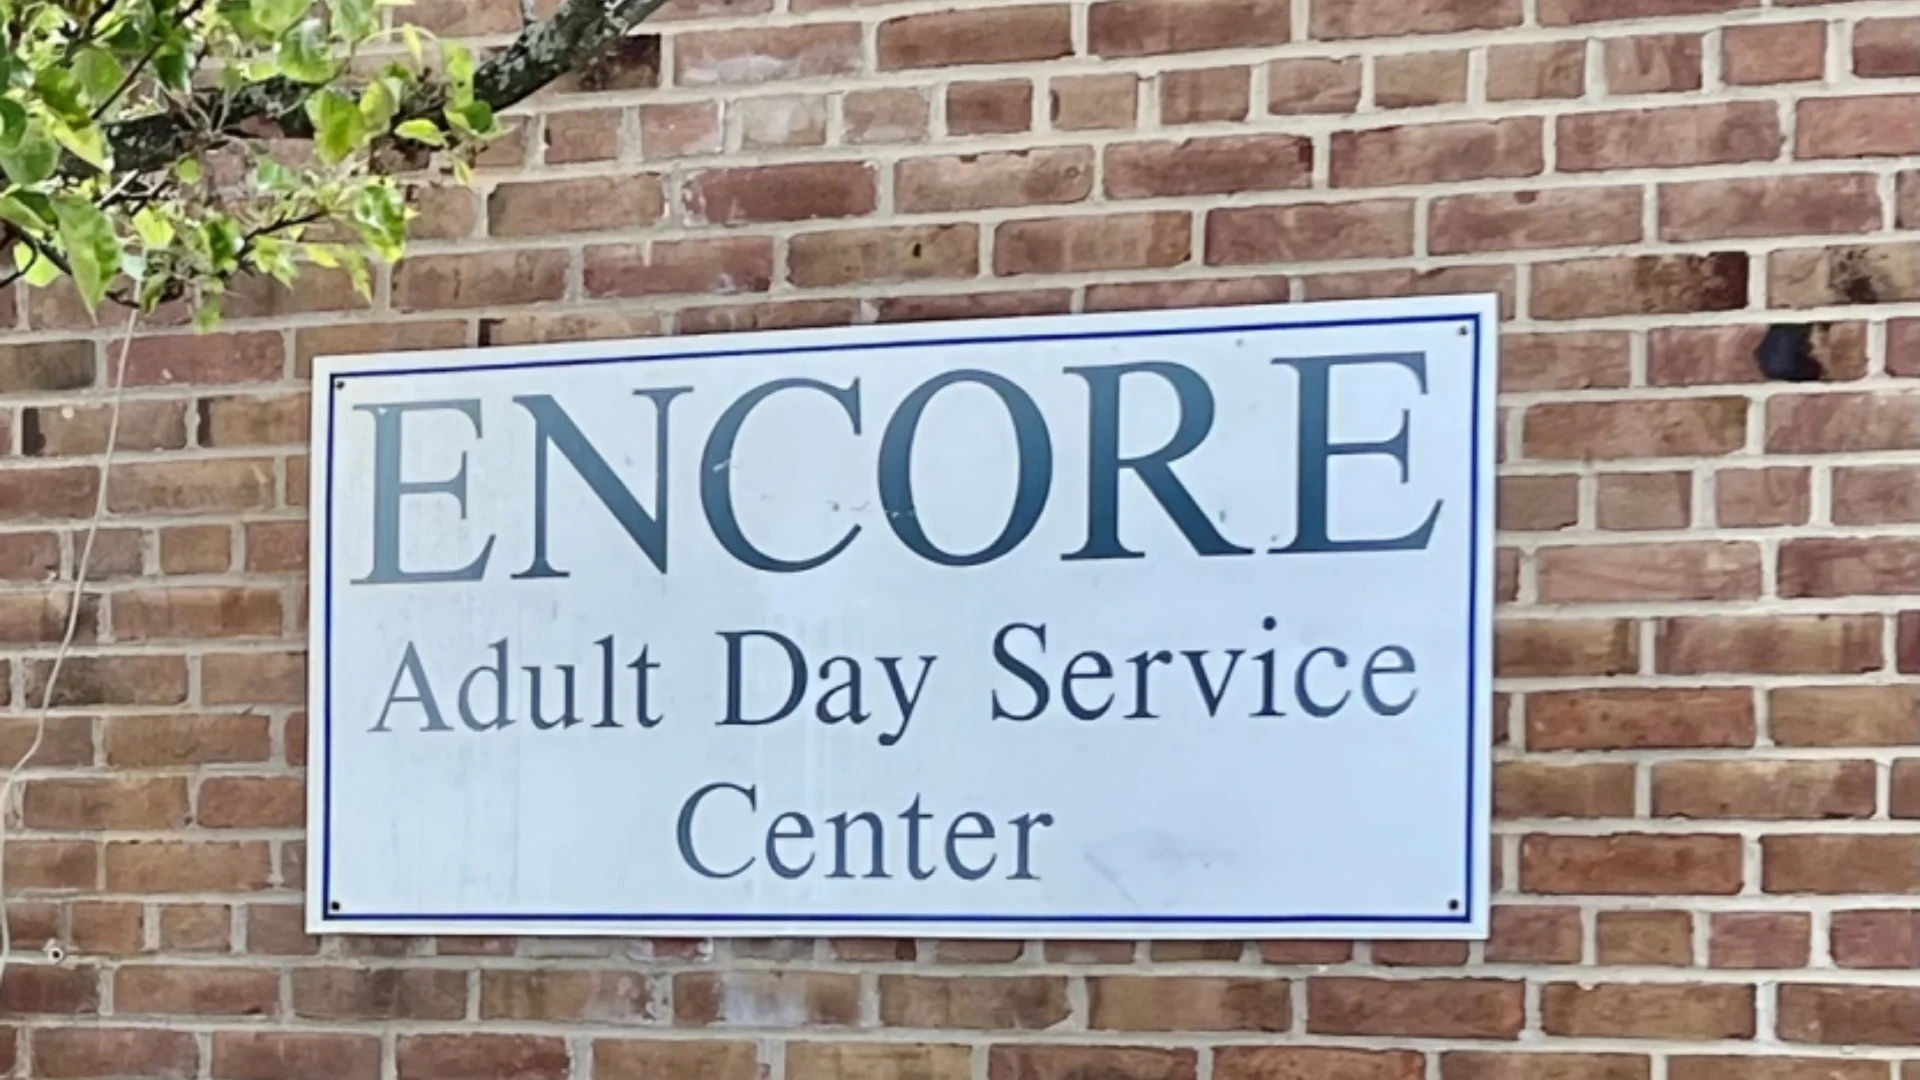 ENCORE
Adult Day Service
Center